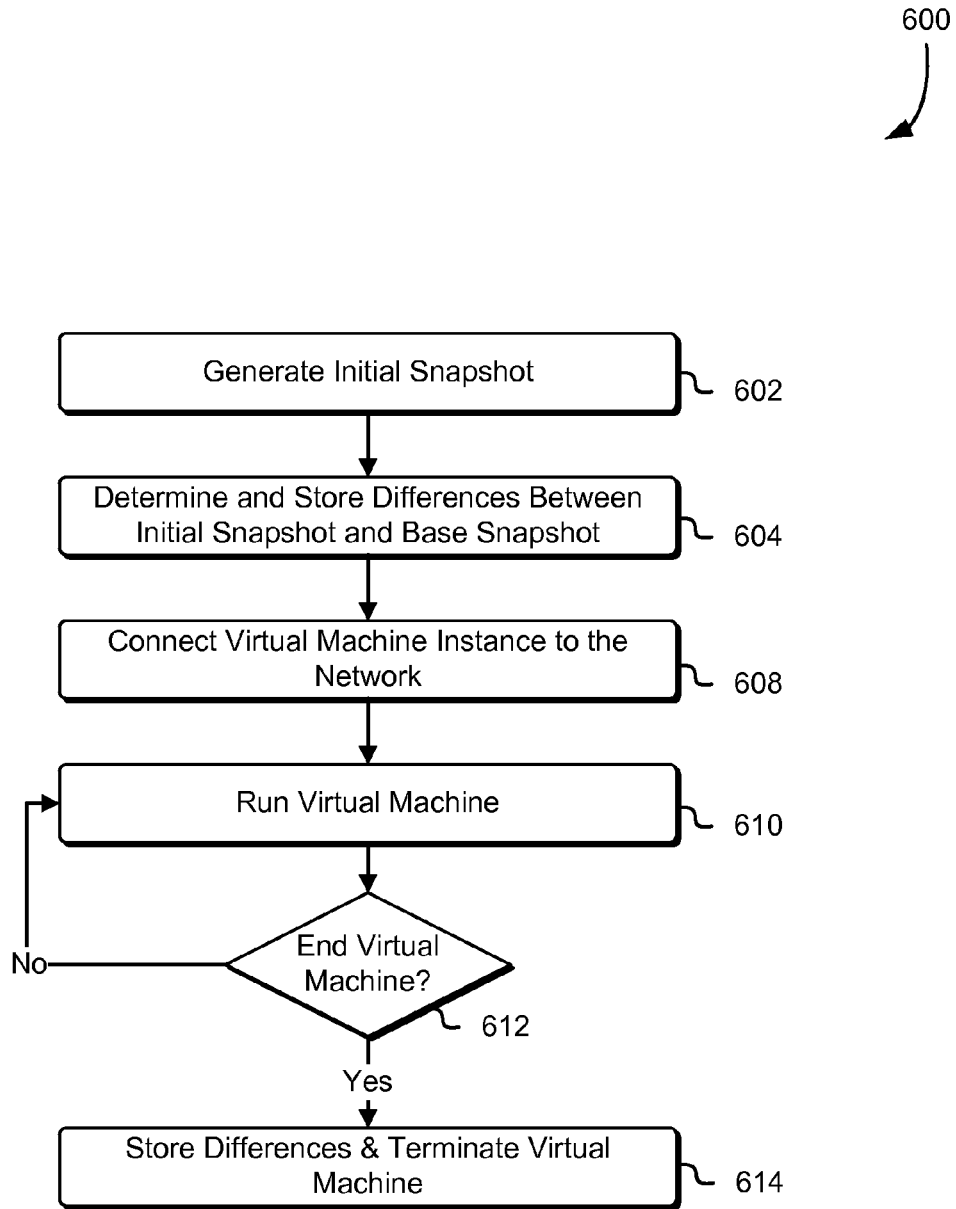 600
Generate Initial Snapshot
602
Determine and Store Differences Between
Initial Snapshot and Base Snapshot
604
Connect Virtual Machine Instance to the
Network
608
Run Virtual Machine
610
End Virtual
Machine?
No
612
Yes
Store Differences & Terminate Virtual
Machine
614